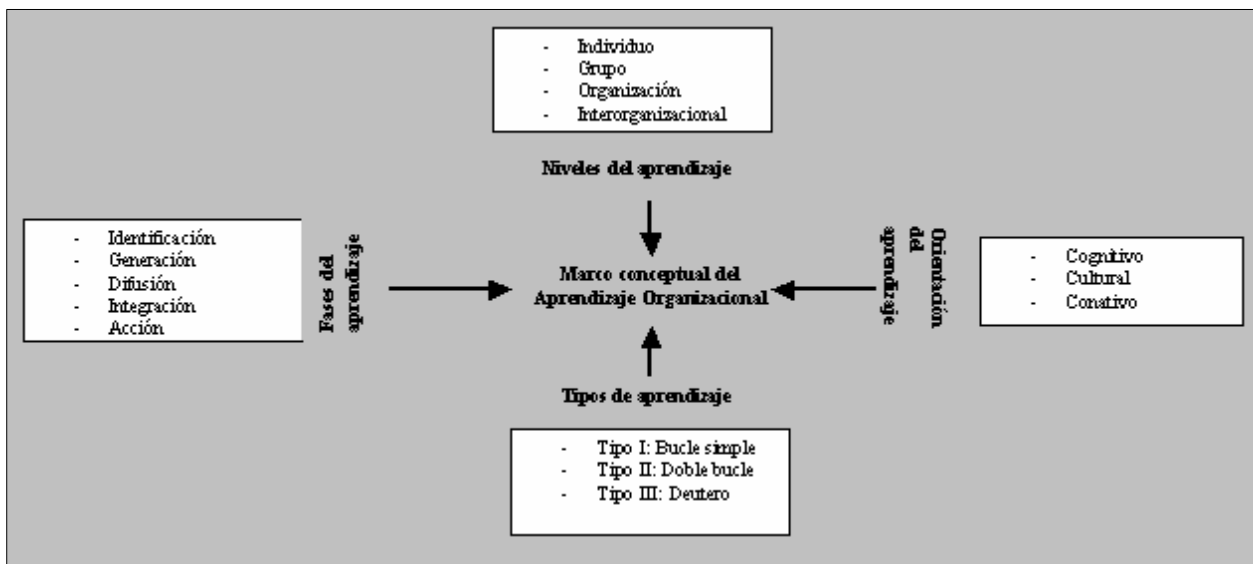 - Individuo
- Grupo
- Organización
- Interorganizacional
Niveles del aprendizaje
- Identificación
- Generación
- Difusión
- Integración
- Acción
Fases del
aprendizaje
Marco conceptual del
Aprendizaje Organizacional
Orientación
del
aprendizaje
- Cognitivo
- Cultural
- Conativo
Tipos de aprendizaje
- Tipo I: Bucle simple
- Tipo II: Doble bucle
- Tipo III: Deutero